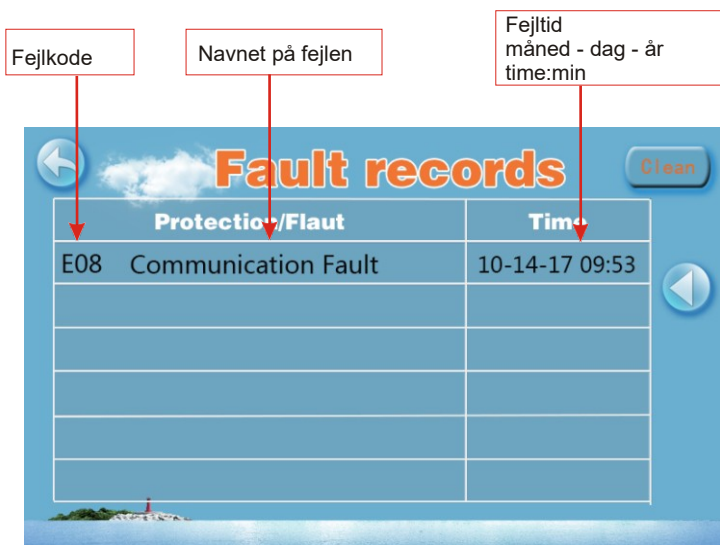 Fejlkode
Navnet på fejlen
Fejltid
måned - dag - år
time:min
Fault records
Clean
Protection/Flaut
Time
E08 Communication Fault
10-14-17 09:53